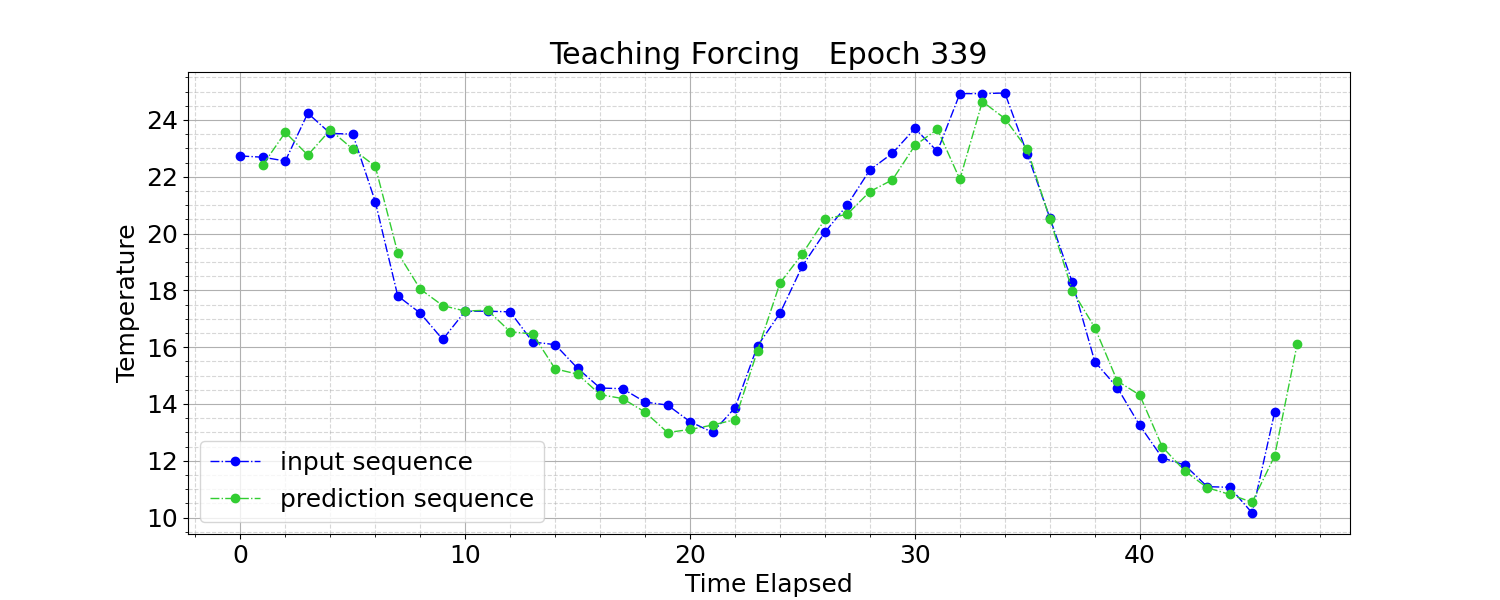 Teaching Forcing   Epoch 339
Temperature
24
22
20
18
16
14
12
10
input sequence
prediction sequence
0 10 20 30 40
Time Elapsed